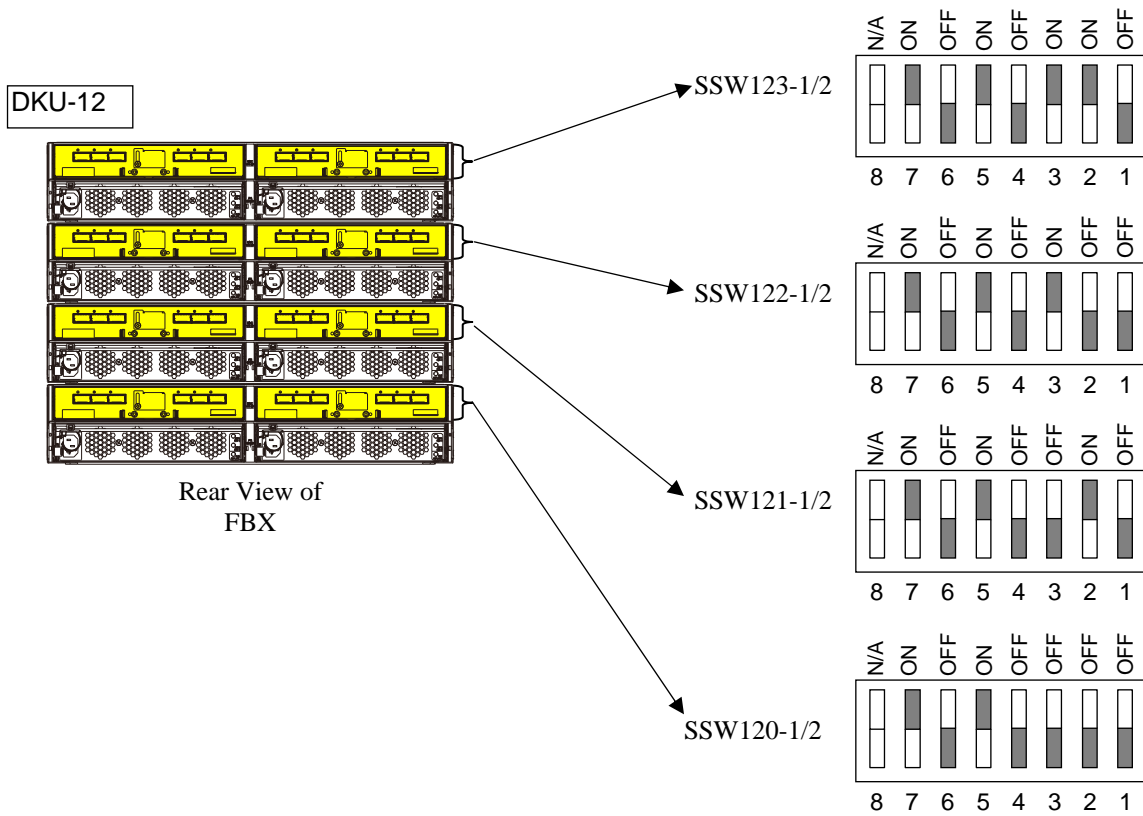 DKU-12
Rear View of
FBX
SSW123-1/2
N/A ON OFF ON OFF ON ON OFF
8 7 6 5 4 3 2 1
SSW122-1/2
N/A ON OFF ON OFF ON OFF OFF
8 7 6 5 4 3 2 1
SSW121-1/2
N/A ON OFF ON OFF OFF ON OFF
8 7 6 5 4 3 2 1
SSW120-1/2
N/A ON OFF ON OFF OFF OFF OFF
8 7 6 5 4 3 2 1